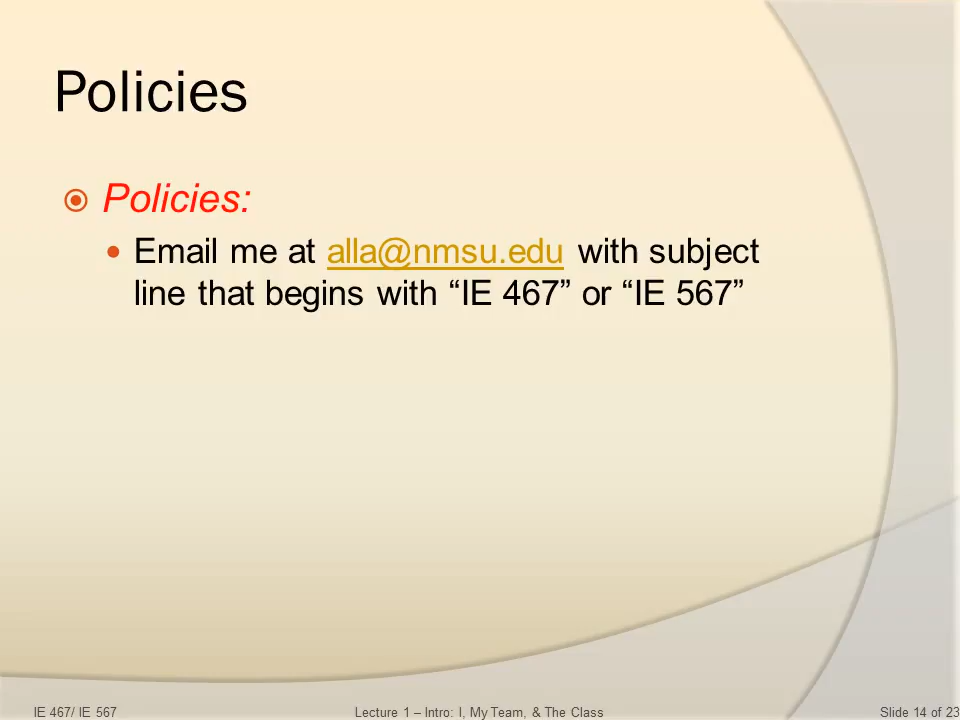 Policies
Policies:
Email me at alla@nmsu.edu with subject
line that begins with “IE 467” or “IE 567”
IE 467/ IE 567 Lecture 1 – Intro: I, My Team, & The Class Slide 14 of 23